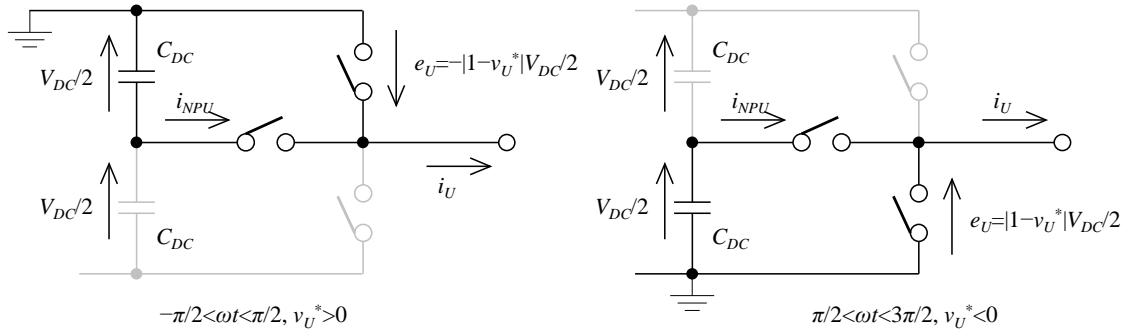 C_DC
V_DC/2
e_U=−|1−v_U^*|V_DC/2
i_NPU
i_U
V_DC/2
C_DC
−π/2<ωt<π/2, v_U^*>0
C_DC
V_DC/2
i_NPU
i_U
V_DC/2
C_DC
e_U=|1−v_U^*|V_DC/2
π/2<ωt<3π/2, v_U^*<0